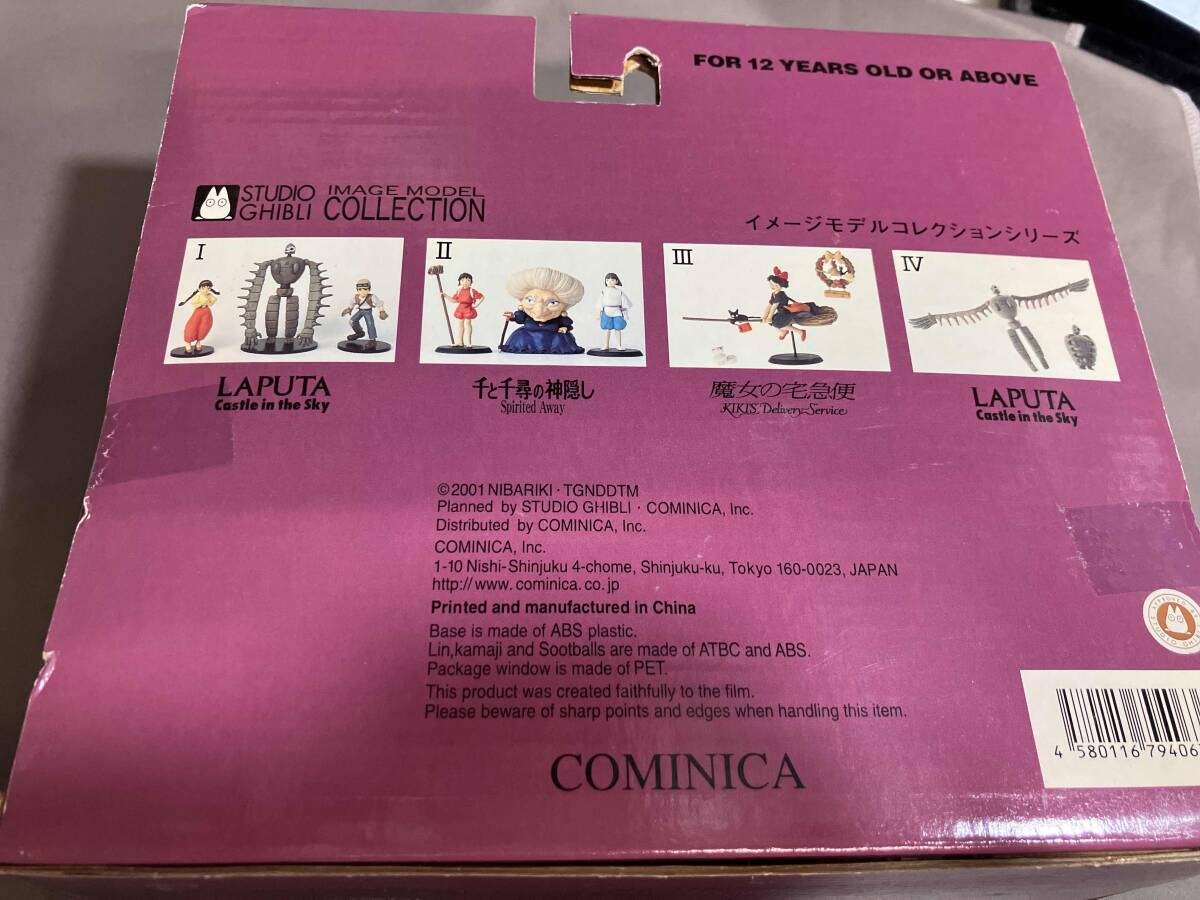 FOR 12 YEARS OLD OR ABOVE
STUDIO GHIBLI
IMAGE MODEL COLLECTION
イメージモデルコレクションシリーズ
I
II
III
IV
LAPUTA
Castle in the Sky
千と千尋の神隠し
Spirited Away
魔女の宅急便
KIKI'S Delivery Service
LAPUTA
Castle in the Sky
©2001 NIBARIKI・TGNDDTM
Planned by STUDIO GHIBLI・COMINICA, Inc.
Distributed by COMINICA, Inc.
COMINICA, Inc.
1-10 Nishi-Shinjuku 4-chome, Shinjuku-ku, Tokyo 160-0023, JAPAN
http://www.cominica.co.jp
Printed and manufactured in China
Base is made of ABS plastic.
Lin,kamaji and Sootballs are made of ATBC and ABS.
Package window is made of PET.
This product was created faithfully to the film.
Please beware of sharp points and edges when handling this item.
APPROVED
STUDIO
4 580116 79406
COMINICA